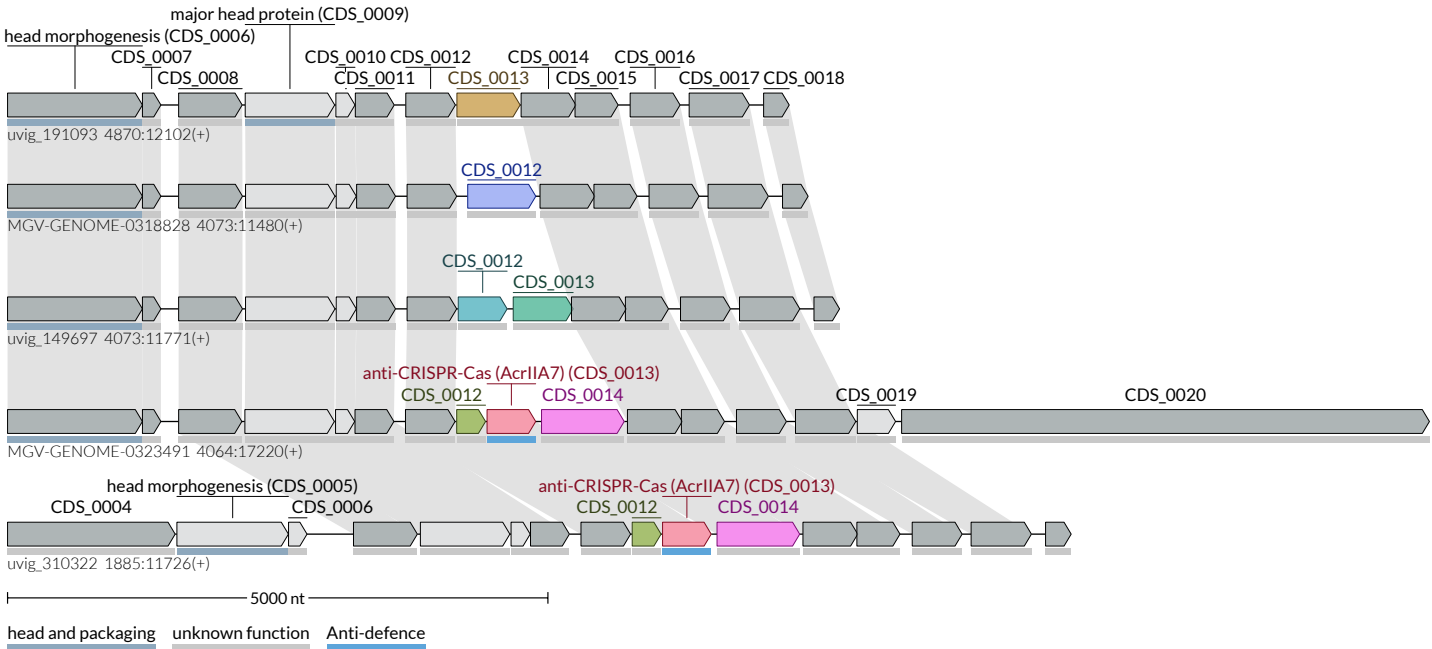 major head protein (CDS_0009)
head morphogenesis (CDS_0006)
CDS_0007 CDS_0010 CDS_0012 CDS_0014 CDS_0016
CDS_0008 CDS_0011 CDS_0013 CDS_0015 CDS_0017 CDS_0018
uvig_191093 4870:12102(+)
CDS_0012
MGV-GENOME-0318828 4073:11480(+)
CDS_0012
CDS_0013
uvig_149697 4073:11771(+)
anti-CRISPR-Cas (AcrIIA7) (CDS_0013)
CDS_0012 CDS_0014 CDS_0019 CDS_0020
MGV-GENOME-0323491 4064:17220(+)
head morphogenesis (CDS_0005) anti-CRISPR-Cas (AcrIIA7) (CDS_0013)
CDS_0004 CDS_0006 CDS_0012 CDS_0014
uvig_310322 1885:11726(+)
5000 nt
head and packaging unknown function Anti-defence